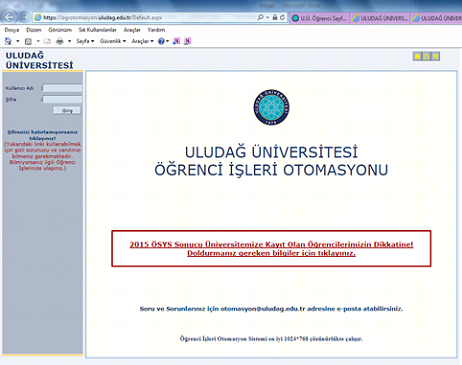 https://ogrotomasyon.uludag.edu.tr/Default.aspx
U.Ü. Öğrenci Sayf...
ULUDAĞ ÜNİVERS...
ULUDAĞ ÜNİVER
Dosya Düzen Görünüm Sık Kullanılanlar Araçlar Yardım
Sayfa Güvenlik Araçlar
ULUDAĞ
ÜNİVERSİTESİ
Kullanıcı Adı :
Şifre :
Giriş
Şifrenizi hatırlamıyorsanız
tıklayınız!
(Yukarıdaki linki kullanabilmek
için gizli sorunuzu ve yanıtınızı
bilmeniz gerekmektedir.
Bilmiyorsanız ilgili Öğrenci
İşlerinize ulaşınız.)
ULUDAĞ ÜNİVERSİTESİ
ÖĞRENCİ İŞLERİ OTOMASYONU
2015 ÖSYS Sonucu Üniversitemize Kayıt Olan Öğrencilerimizin Dikkatine!
Doldurmanız gereken bilgiler için tıklayınız.
Soru ve Sorunlarınız için otomasyon@uludag.edu.tr adresine e-posta atabilirsiniz.
Öğrenci İşleri Otomasyon Sistemi en iyi 1024*768 çözünürlükte çalışır.